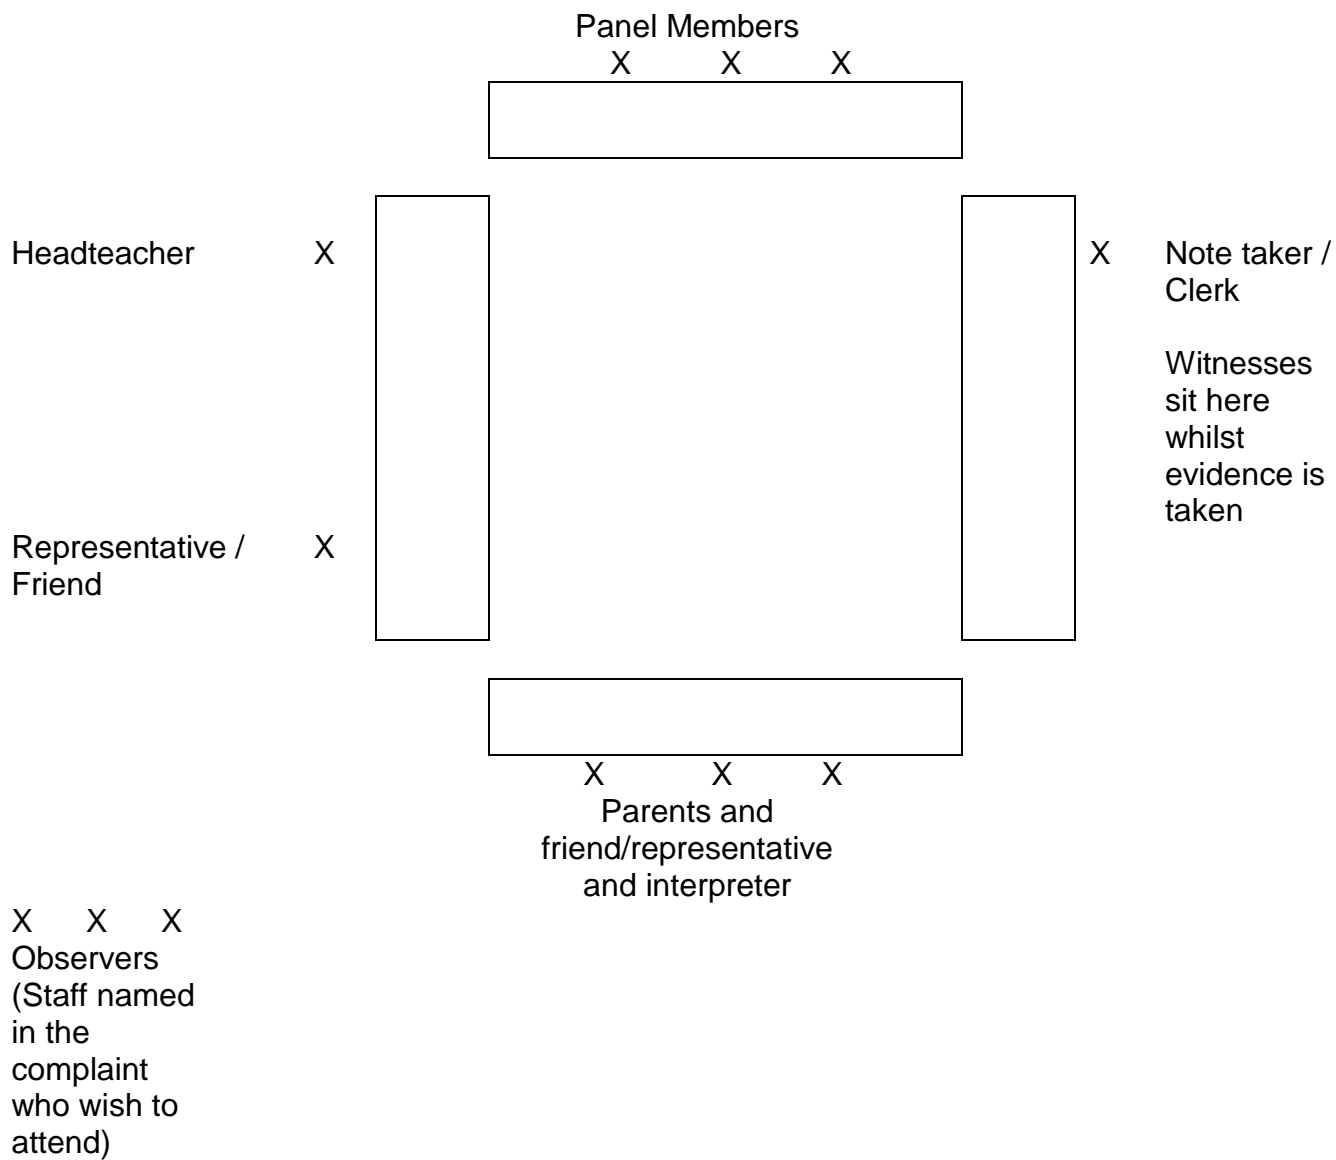 Panel Members
X X X
Headteacher X
X Note taker /
Clerk
Witnesses
sit here
whilst
evidence is
taken
Representative / X
Friend
X X X
Parents and
friend/representative
and interpreter
X X X
Observers
(Staff named
in the
complaint
who wish to
attend)